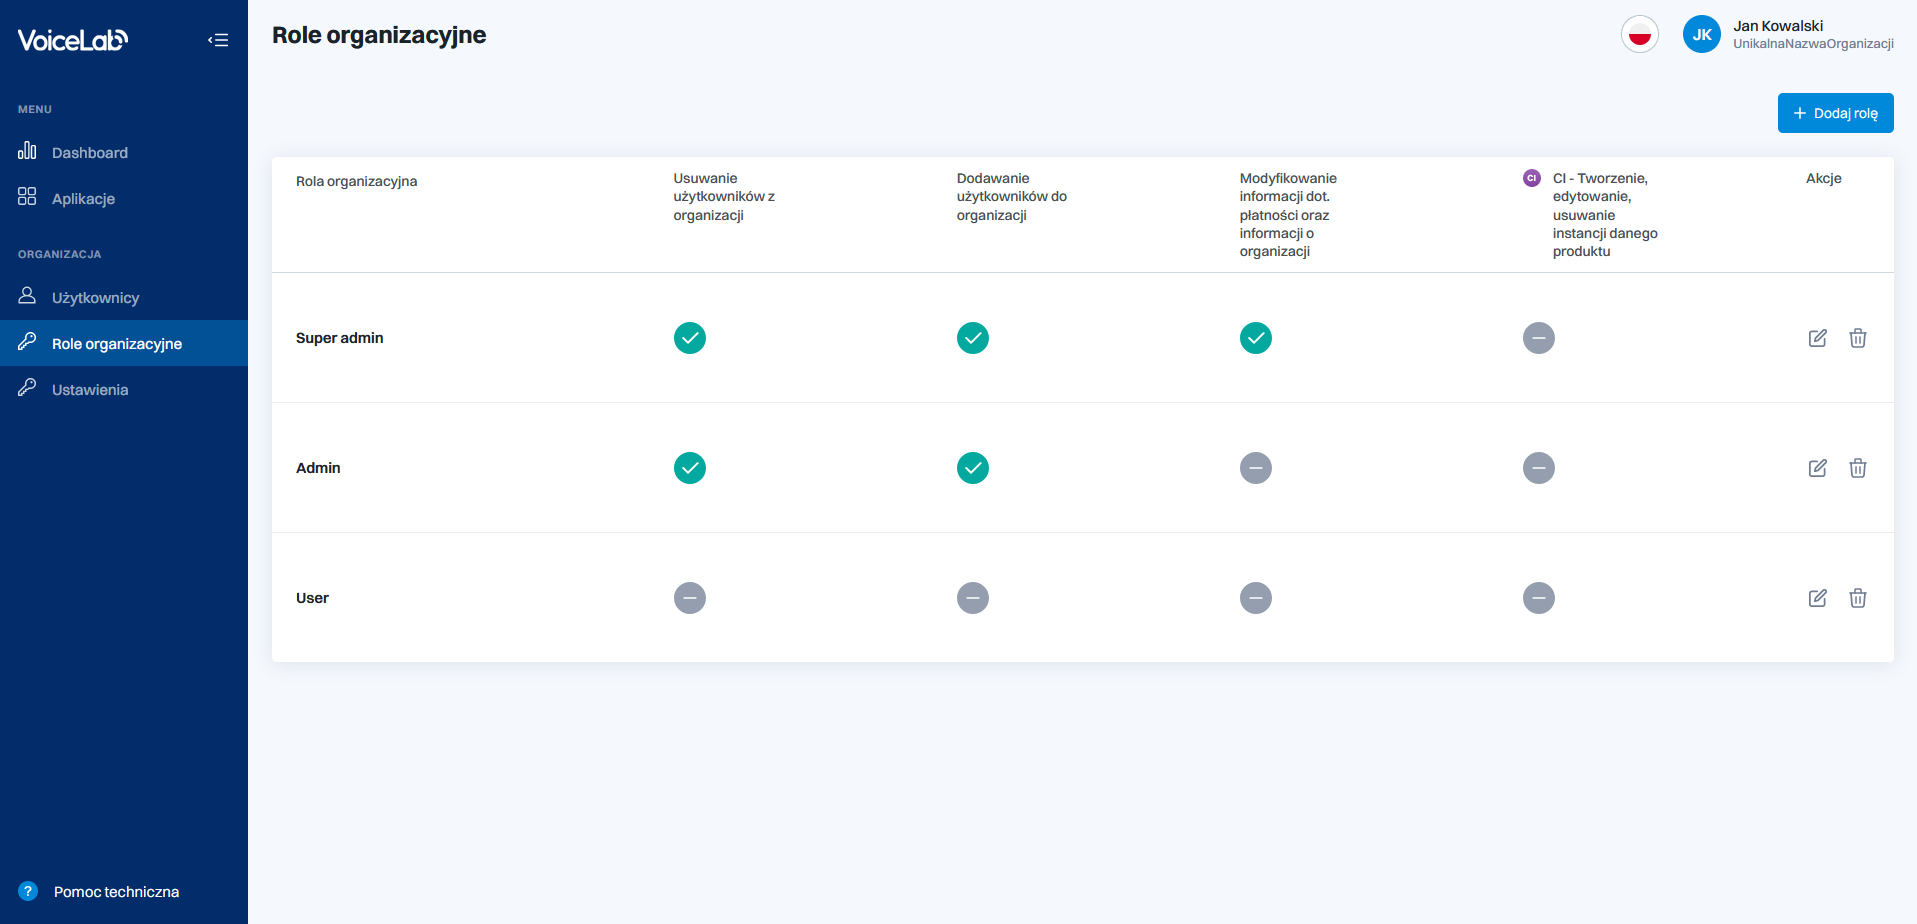 VoiceLab
Role organizacyjne
Jan Kowalski
JK
UnikalnaNazwaOrganizacji
MENU
Dashboard
Aplikacje
ORGANIZACJA
Użytkownicy
Role organizacyjne
Ustawienia
? Pomoc techniczna
+ Dodaj rolę
Rola organizacyjna
Usuwanie
użytkowników z
organizacji
Dodawanie
użytkowników do
organizacji
Modyfikowanie
informacji dot.
płatności oraz
informacji o
organizacji
CI
CI - Tworzenie,
edytowanie,
usuwanie
instancji danego
produktu
Akcje
Super admin
Admin
User